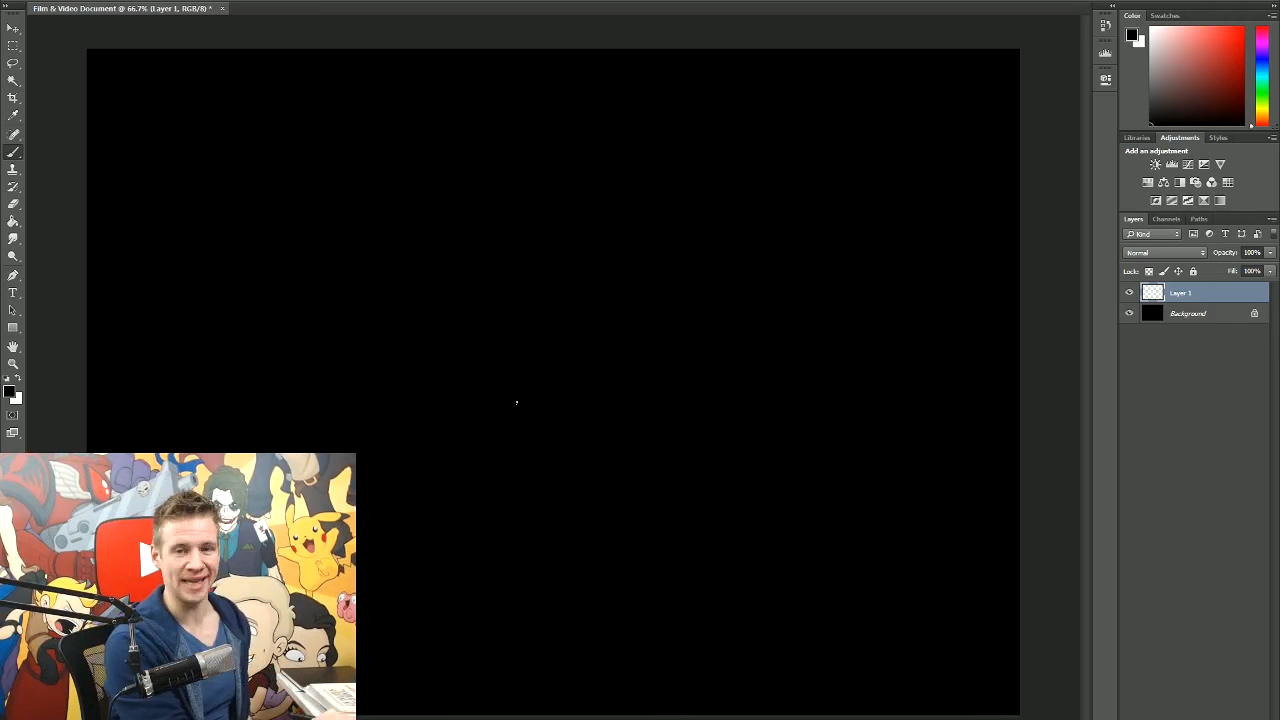 Film & Video Document @ 66.7% (Layer 1, RGB/8) *
Color
Swatches
Libraries
Adjustments
Styles
Add an adjustment
Layers
Channels
Paths
Kind
Normal
Opacity: 100%
Lock:
Fill: 100%
Layer 1
Background